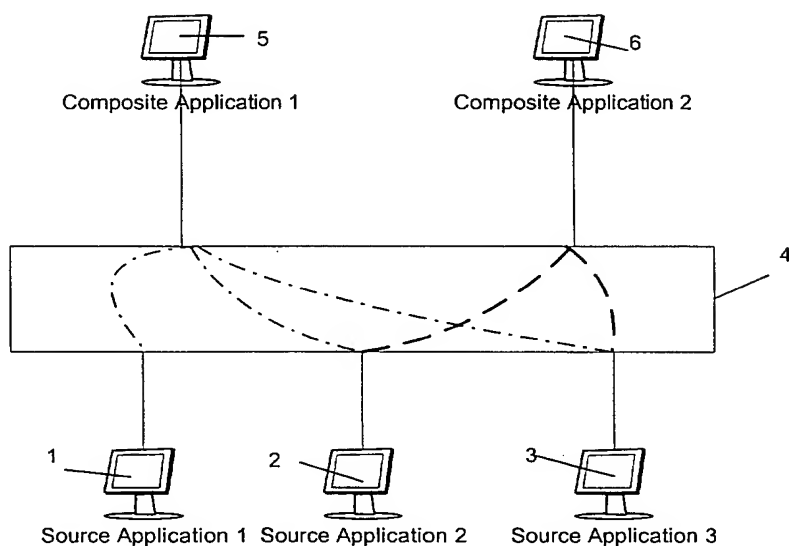 5
6
Composite Application 1
Composite Application 2
4
1
2
3
Source Application 1
Source Application 2
Source Application 3